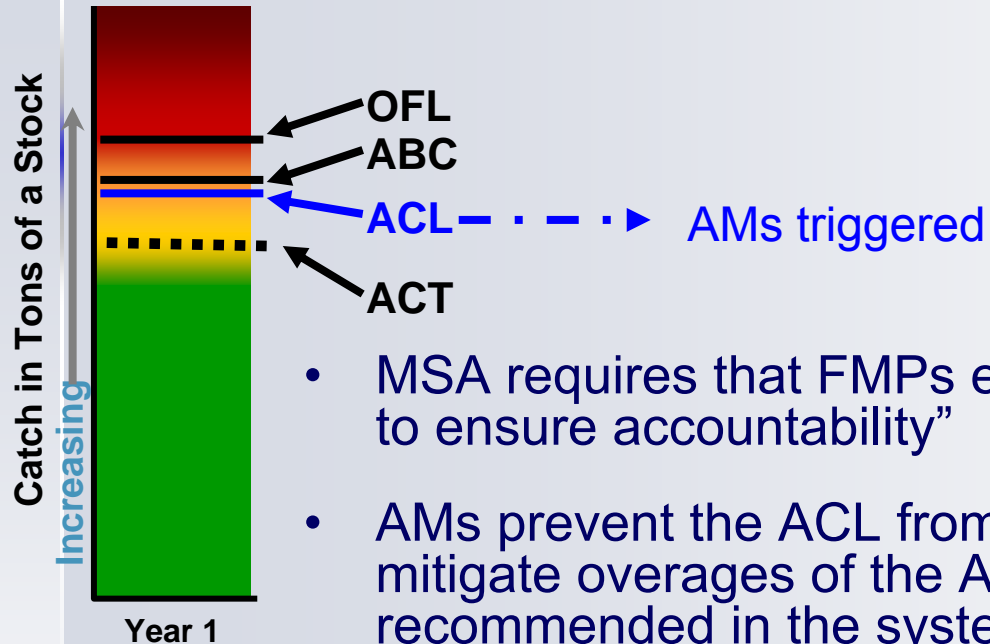 Catch in Tons of a Stock
Increasing
OFL
ABC
ACL
AMs triggered
ACT
Year 1
• MSA requires that FMPs
to ensure accountability”
• AMs prevent the ACL from
mitigate overages of the
recommended in the